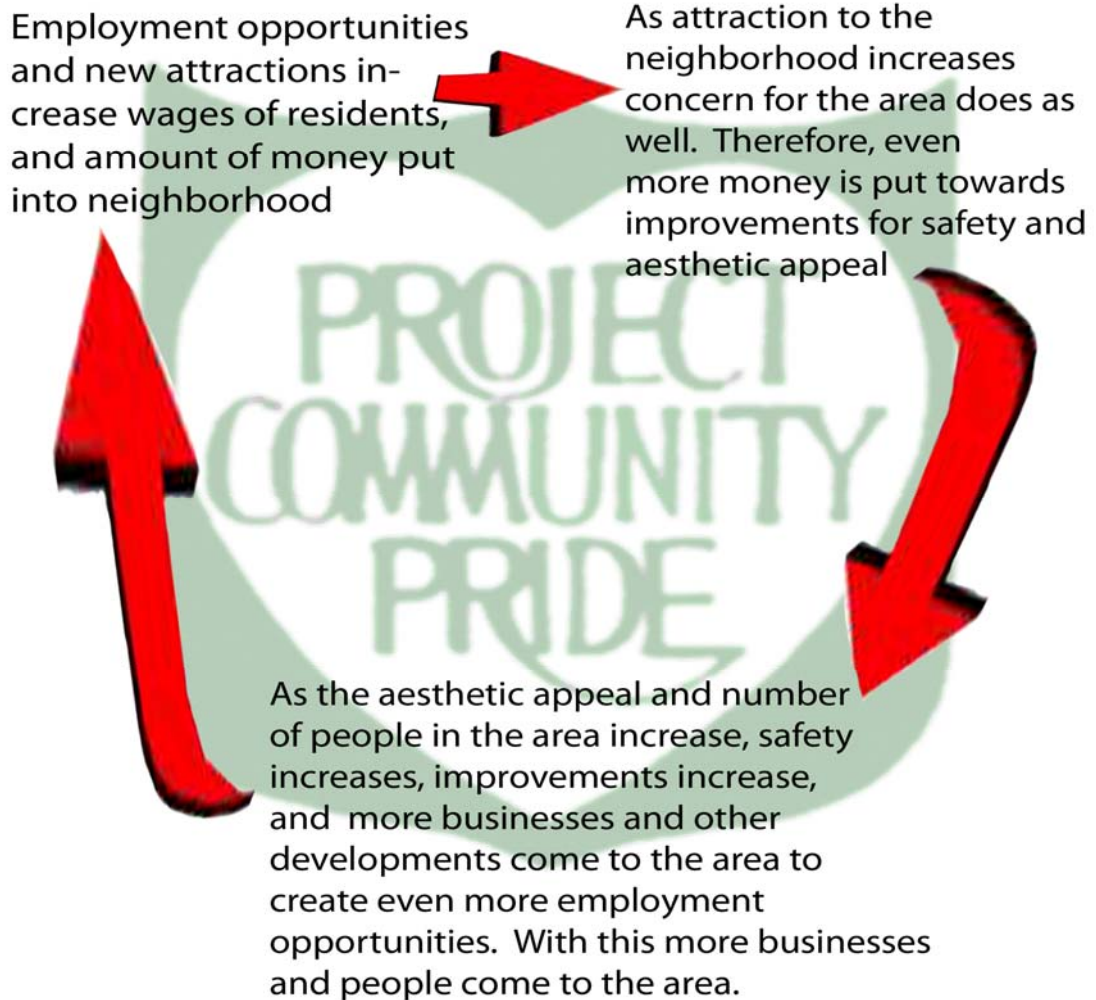 Employment opportunities
and new attractions in-
crease wages of residents,
and amount of money put
into neighborhood
As attraction to the
neighborhood increases
concern for the area does as
well.  Therefore, even
more money is put towards
improvements for safety and
aesthetic appeal
PROJECT
COMMUNITY
PRIDE
As the aesthetic appeal and number
of people in the area increase, safety
increases, improvements increase,
and  more businesses and other
developments come to the area to
create even more employment
opportunities.  With this more businesses
and people come to the area.